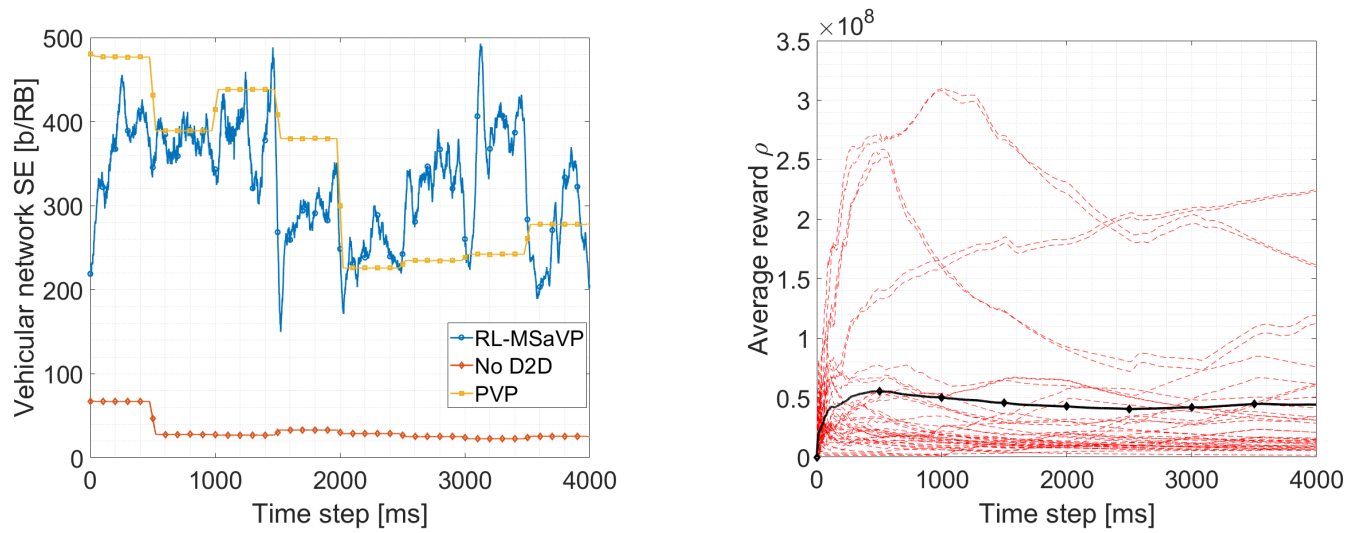 500
400
300
200
100
0
Vehicular network SE [b/RB]
0 1000 2000 3000 4000
Time step [ms]
RL-MSaVP
No D2D
PVP
×10⁸
3.5
3
2.5
2
1.5
1
0.5
0
Average reward ρ
0 1000 2000 3000 4000
Time step [ms]